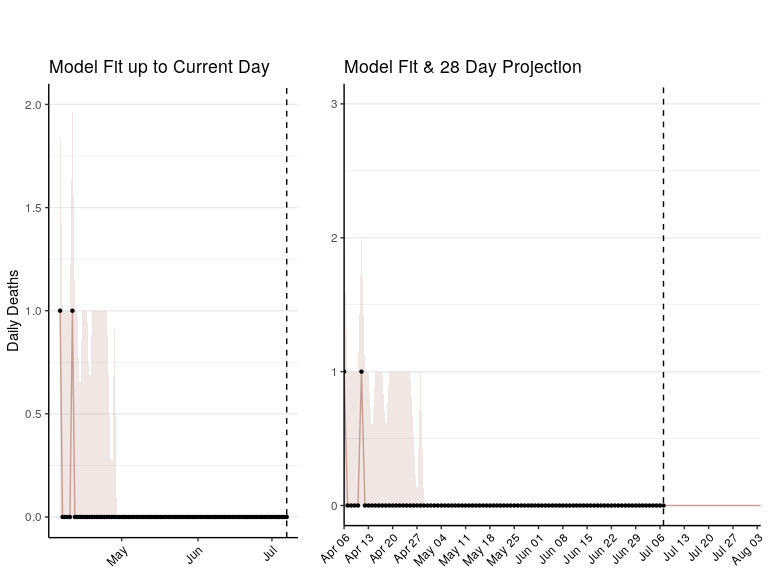 Model Fit up to Current Day
Daily Deaths
2.0
1.5
1.0
0.5
0.0
May
Jun
Jul
Model Fit & 28 Day Projection
3
2
1
0
Apr 06
Apr 13
Apr 20
Apr 27
May 04
May 11
May 18
May 25
Jun 01
Jun 08
Jun 15
Jun 22
Jun 29
Jul 06
Jul 13
Jul 20
Jul 27
Aug 03